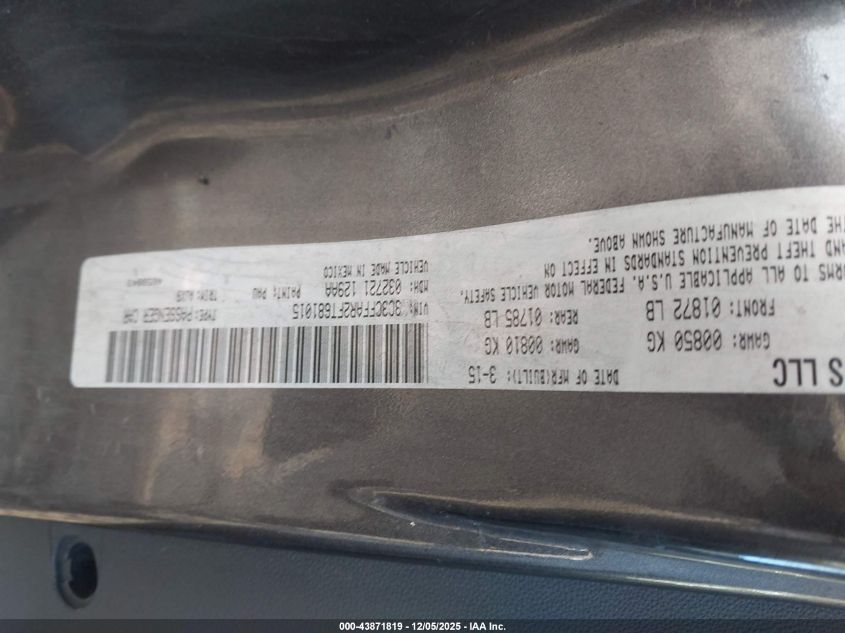 S LLC DATE OF MFR(BUILT): 3-15
GAWR: 00850 KG GAWR: 00810 KG
FRONT: 01872 LB REAR: 01785 LB
RMS TO ALL APPLICABLE U.S.A. FEDERAL MOTOR VEHICLE SAFETY,
AND THEFT PREVENTION STANDARDS IN EFFECT ON
THE DATE OF MANUFACTURE SHOWN ABOVE.
VIN: 3C3CFFAR2FT681015 TYPE: PASSENGER CAR
MDH: 032721 129AA PAINT: PAU TRIM: ALX9
VEHICLE MADE IN MEXICO
000-43871819 - 12/05/2025 - IAA Inc.